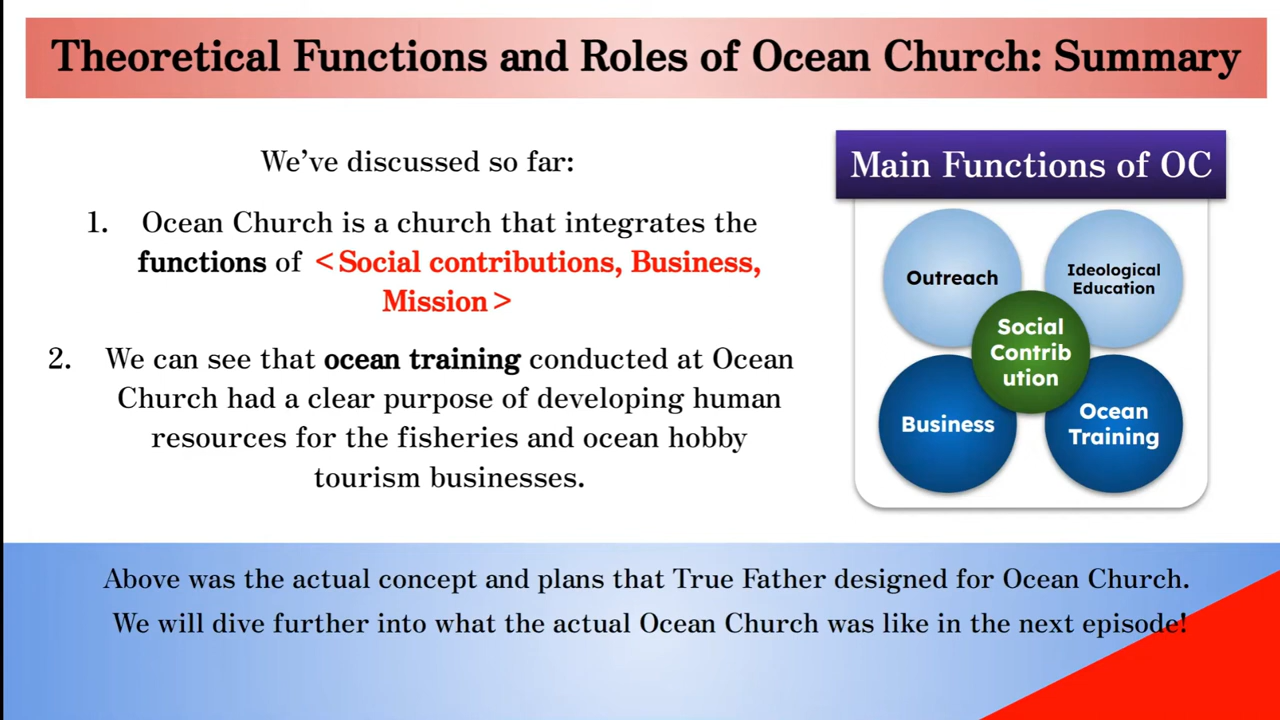 Theoretical Functions and Roles of Ocean Church: Summary
We've discussed so far:
1. Ocean Church is a church that integrates the
functions of <Social contributions, Business,
Mission>
2. We can see that ocean training conducted at Ocean
Church had a clear purpose of developing human
resources for the fisheries and ocean hobby
tourism businesses.
Main Functions of OC
Outreach
Ideological
Education
Social
Contrib
ution
Business
Ocean
Training
Above was the actual concept and plans that True Father designed for Ocean Church.
We will dive further into what the actual Ocean Church was like in the next episode!